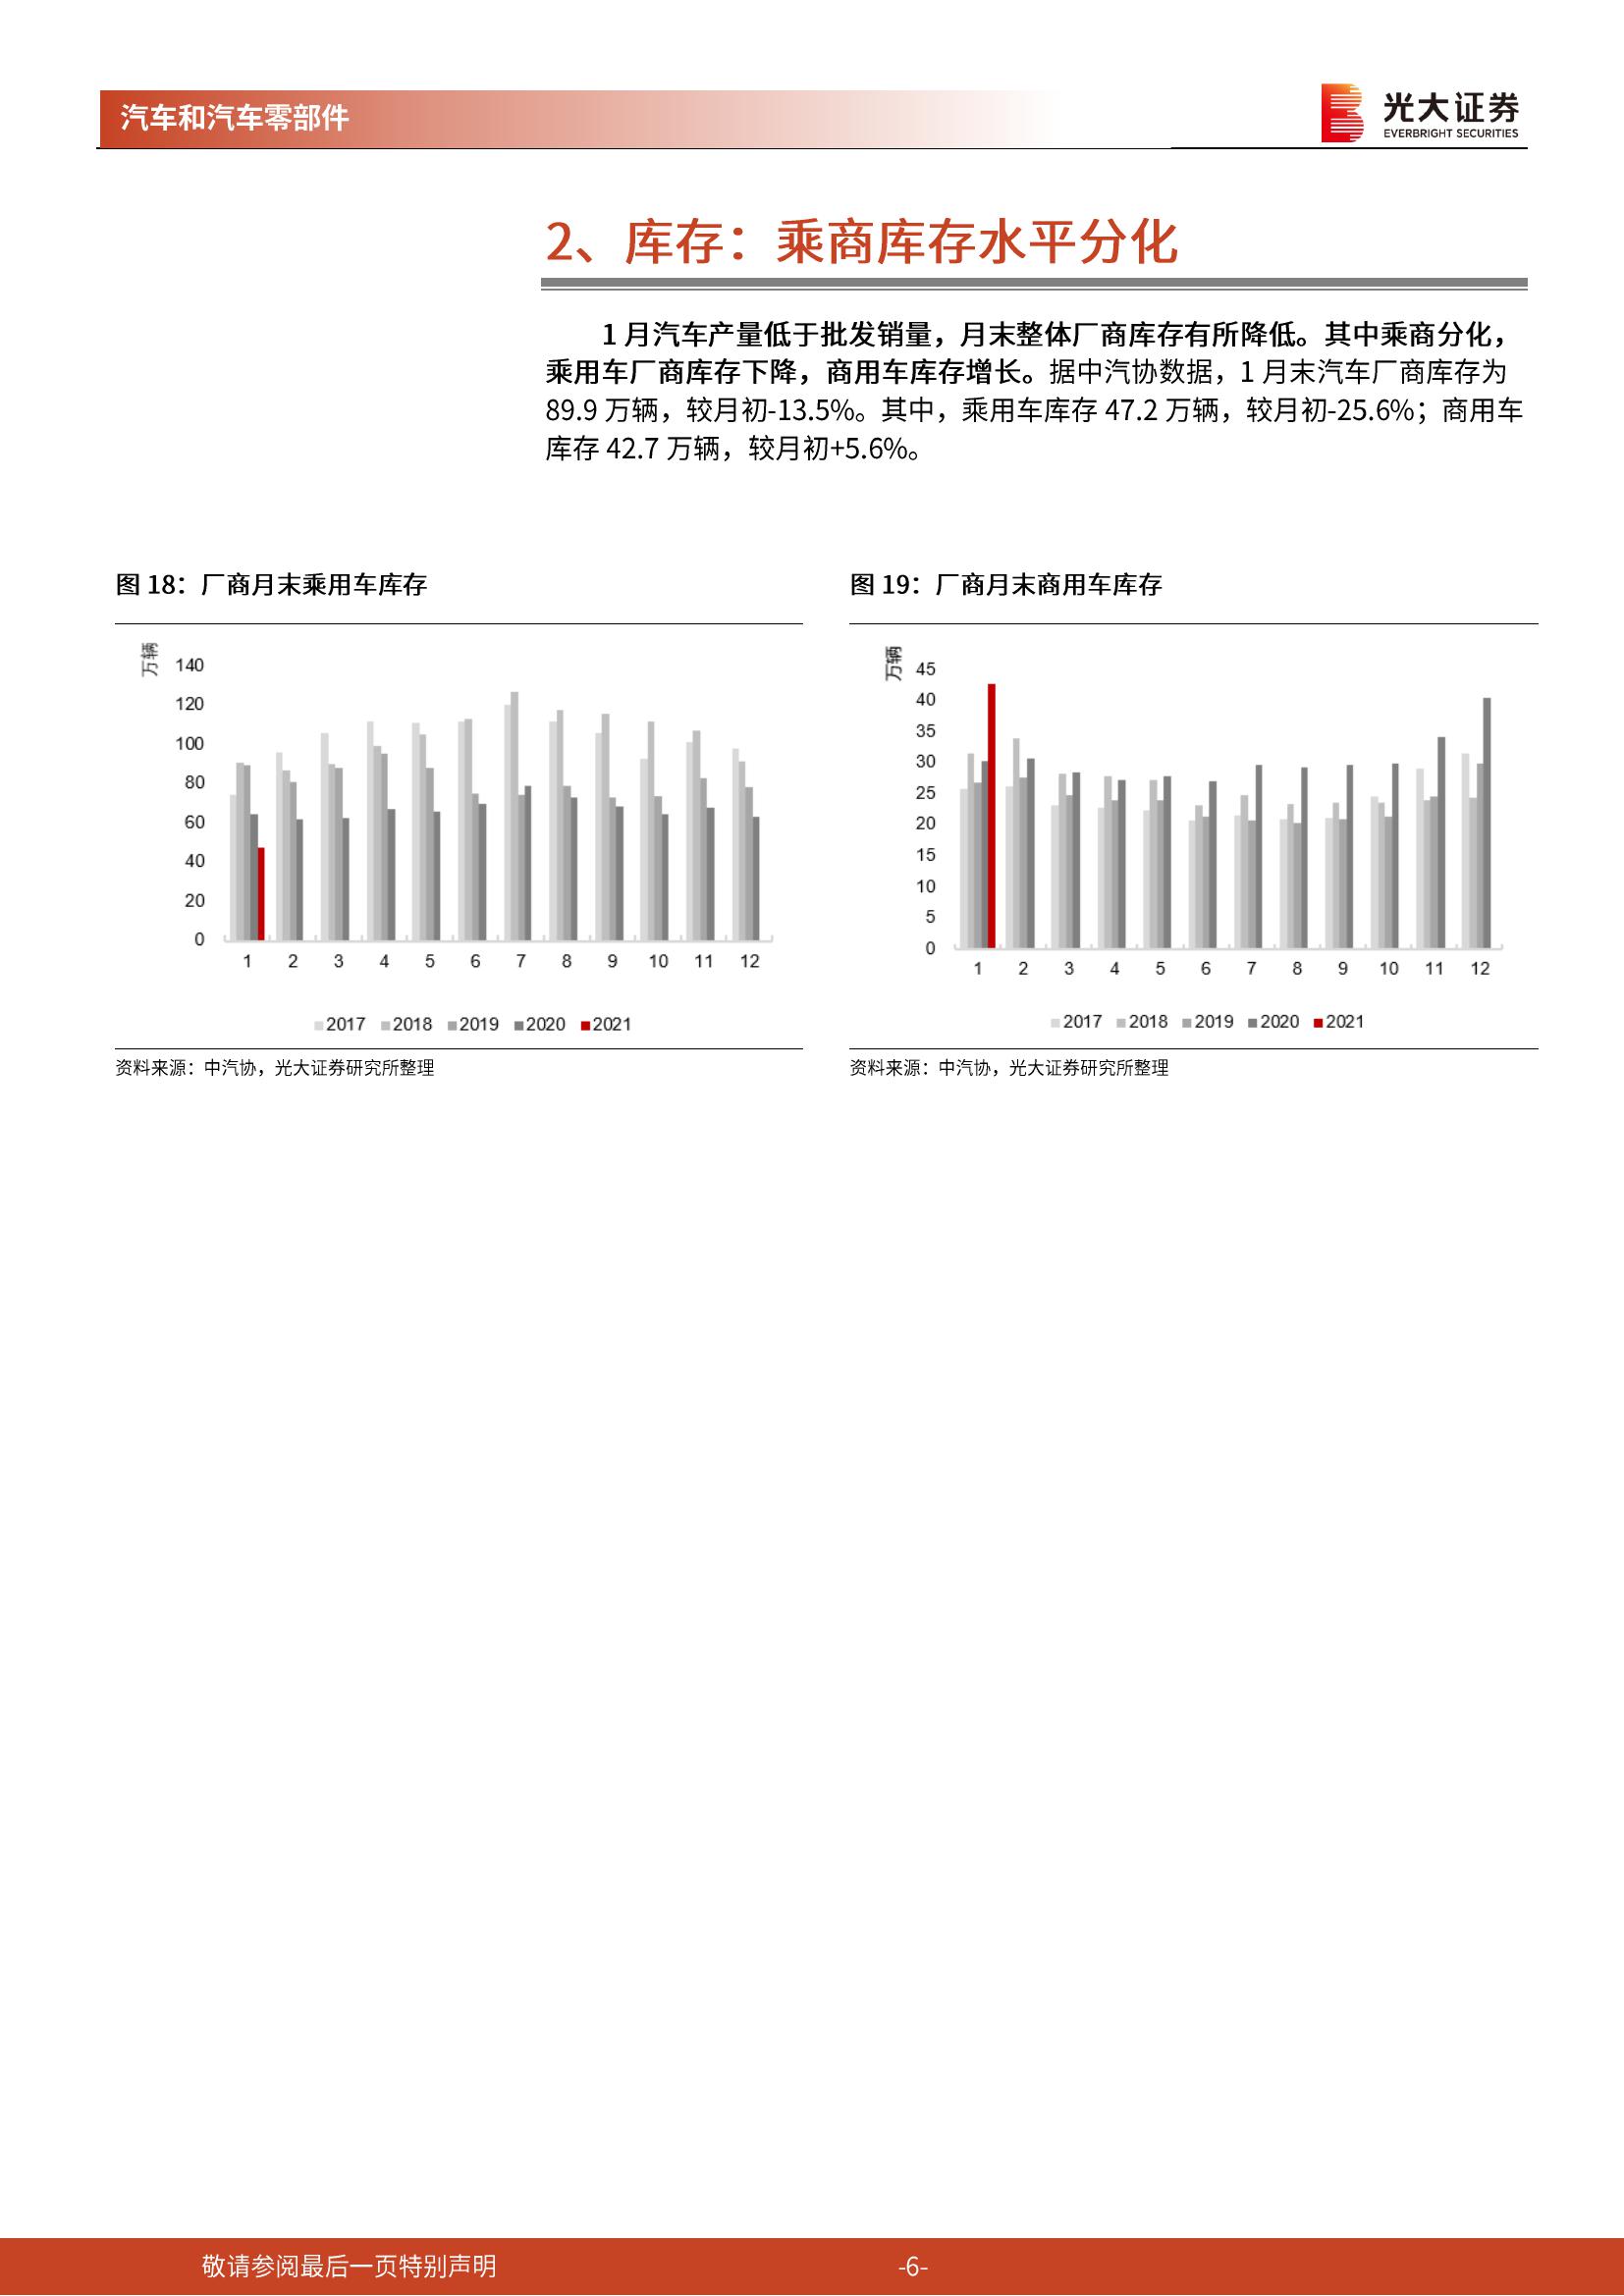 汽车和汽车零部件
光大证券
EVERBRIGHT SECURITIES
2、库存：乘商库存水平分化
1 月汽车产量低于批发销量，月末整体厂商库存有所降低。其中乘商分化，
乘用车厂商库存下降，商用车库存增长。据中汽协数据，1 月末汽车厂商库存为
89.9 万辆，较月初-13.5%。其中，乘用车库存 47.2 万辆，较月初-25.6%；商用车
库存 42.7 万辆，较月初+5.6%。
图 18：厂商月末乘用车库存
万辆
140
120
100
80
60
40
20
0
1 2 3 4 5 6 7 8 9 10 11 12
2017 2018 2019 2020 2021
资料来源：中汽协，光大证券研究所整理
图 19：厂商月末商用车库存
万辆
45
40
35
30
25
20
15
10
5
0
1 2 3 4 5 6 7 8 9 10 11 12
2017 2018 2019 2020 2021
资料来源：中汽协，光大证券研究所整理
敬请参阅最后一页特别声明
-6-